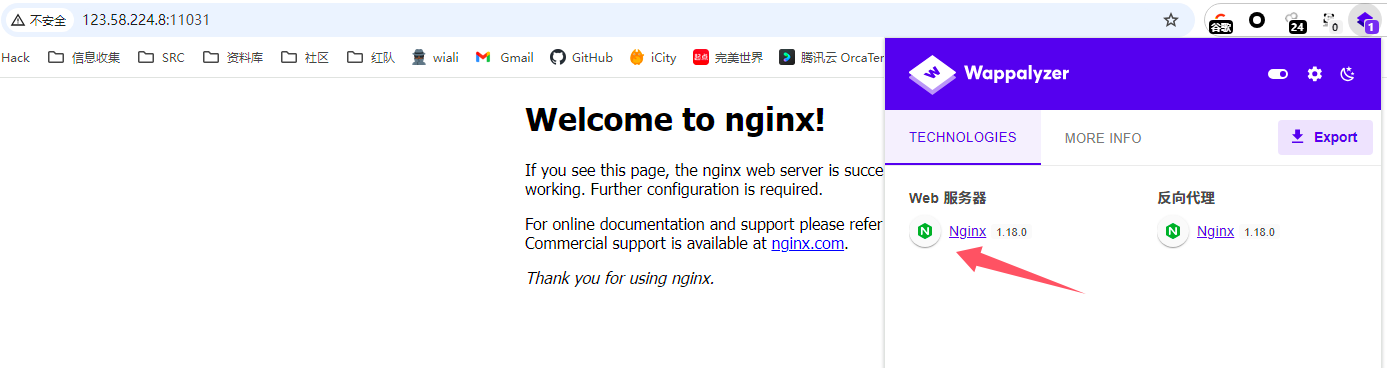 不安全 123.58.224.8:11031 谷歌 24 0 1
Hack 信息收集 SRC 资料库 社区 红队 wiali Gmail GitHub iCity 起点 完美世界 腾讯云 OrcaTer
Wappalyzer
TECHNOLOGIES MORE INFO Export
Web 服务器 反向代理
Nginx 1.18.0 Nginx 1.18.0
Welcome to nginx!
If you see this page, the nginx web server is succe
working. Further configuration is required.
For online documentation and support please refer
Commercial support is available at nginx.com.
Thank you for using nginx.